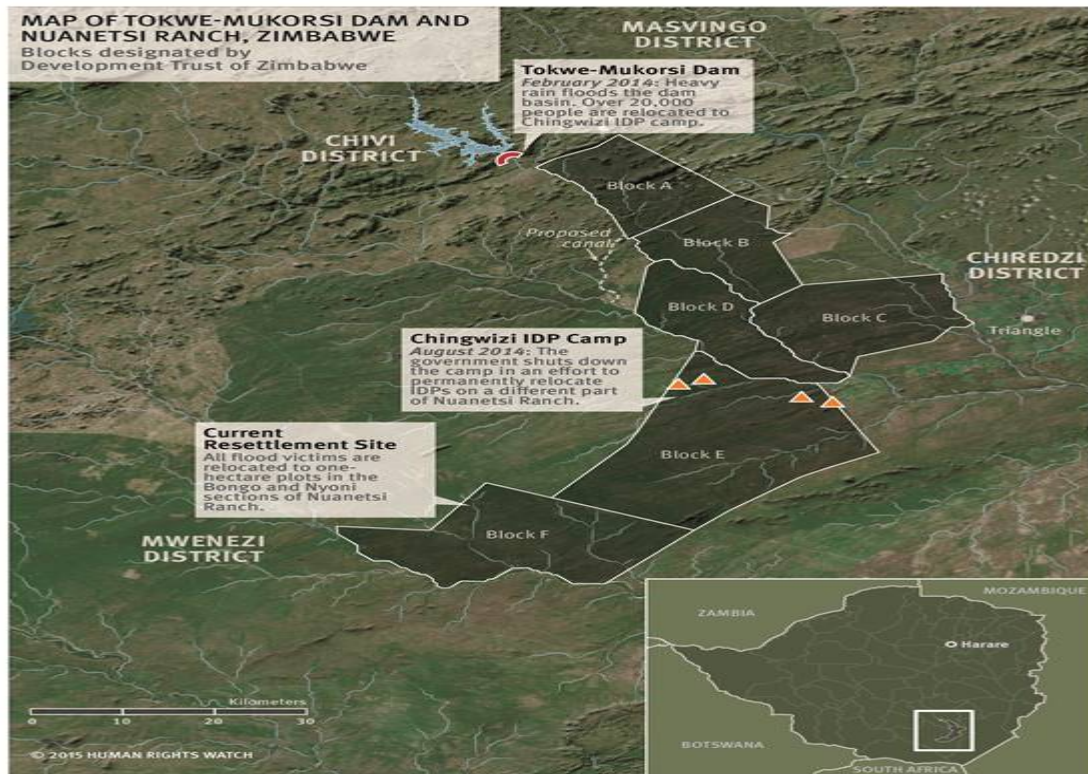 MAP OF TOKWE-MUKORSI DAM AND
NUANETSI RANCH, ZIMBABWE
Blocks designated by
Development Trust of Zimbabwe
MASVINGO
DISTRICT
Tokwe-Mukorsi Dam
February 2014: Heavy
rain floods the dam
basin. Over 20,000
people are relocated to
Chingwizi IDP camp.
CHIVI
DISTRICT
Block A
Proposed
canal
Block B
CHIREDZI
DISTRICT
Block D
Block C
Triangle
Chingwizi IDP Camp
August 2014: The
government shuts down
the camp in an effort to
permanently relocate
IDPs on a different part
of Nuanetsi Ranch.
Current
Resettlement Site
All flood victims are
relocated to one-
hectare plots in the
Bongo and Nyoni
sections of Nuanetsi
Ranch.
Block E
Block F
MWENEZI
DISTRICT
MOZAMBIQUE
ZAMBIA
Harare
BOTSWANA
SOUTH AFRICA
Kilometers
0 10 20 30
© 2015 HUMAN RIGHTS WATCH